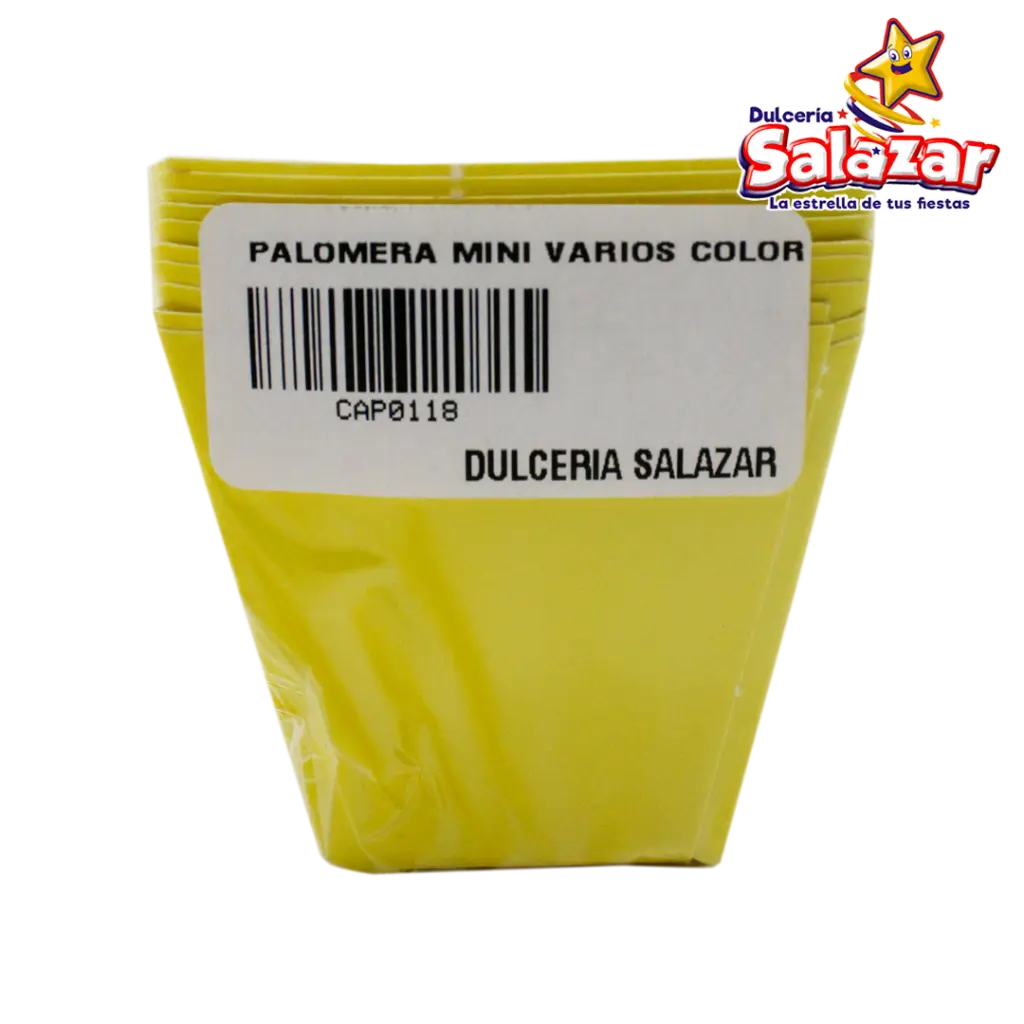 Dulcería
Salazar
La estrella de tus fiestas
PALOMERA MINI VARIOS COLOR
CAP0118
DULCERIA SALAZAR